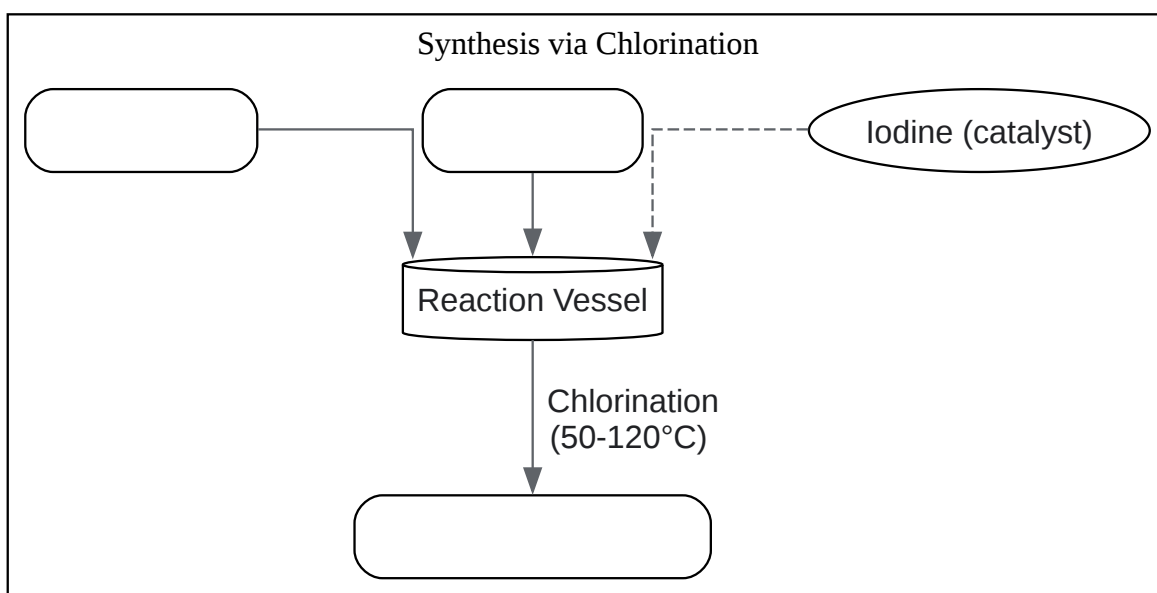 Synthesis via Chlorination
Iodine (catalyst)
Reaction Vessel
Chlorination
(50-120°C)